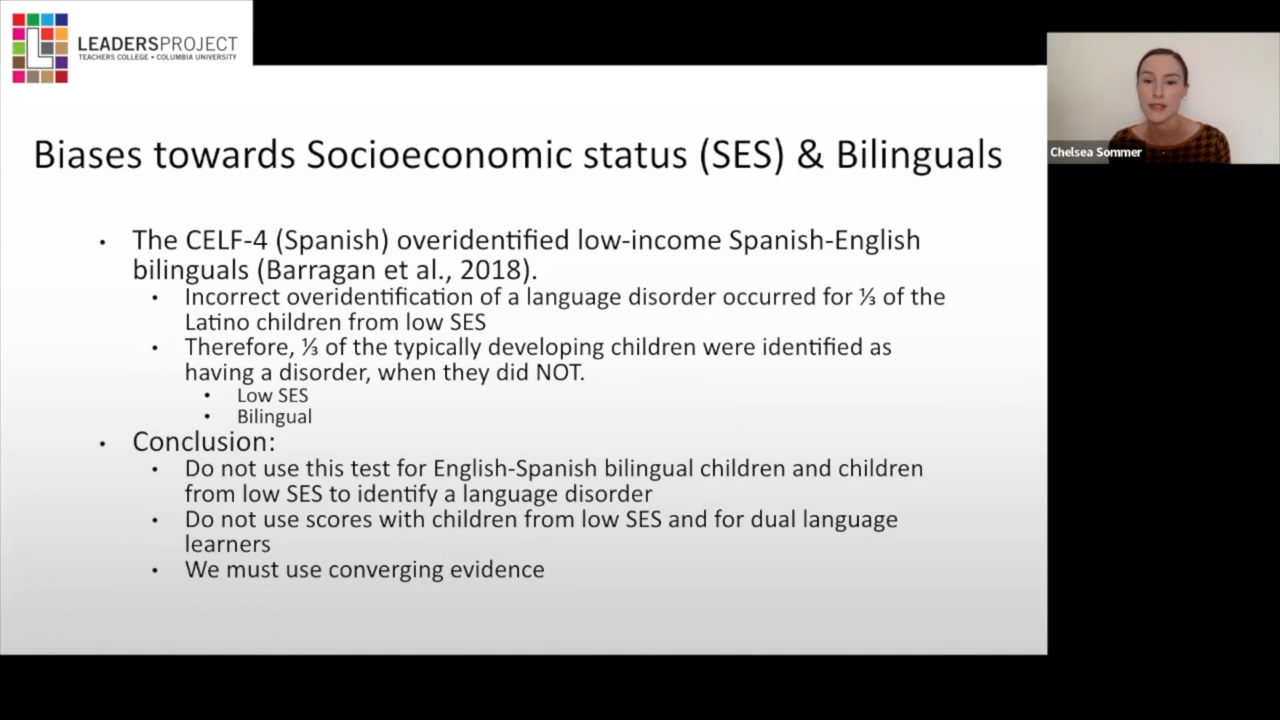 LEADERSPROJECT
TEACHERS COLLEGE • COLUMBIA UNIVERSITY
Chelsea Sommer
Biases towards Socioeconomic status (SES) & Bilinguals
• The CELF-4 (Spanish) overidentified low-income Spanish-English
bilinguals (Barragan et al., 2018).
• Incorrect overidentification of a language disorder occurred for ⅓ of the
Latino children from low SES
• Therefore, ⅓ of the typically developing children were identified as
having a disorder, when they did NOT.
• Low SES
• Bilingual
• Conclusion:
• Do not use this test for English-Spanish bilingual children and children
from low SES to identify a language disorder
• Do not use scores with children from low SES and for dual language
learners
• We must use converging evidence